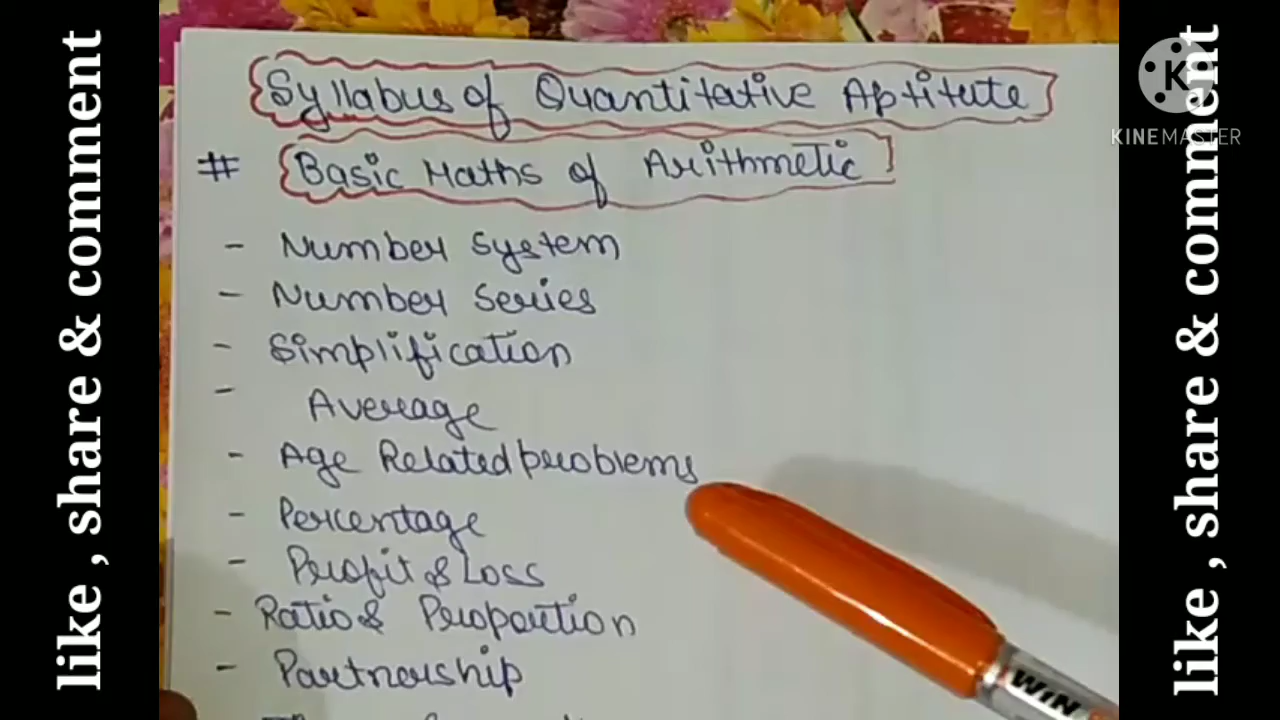 Syllabus of Quantitative Aptitute
# Basic Maths of Arithmetic
- Number System
- Number Series
- Simplification
- Average
- Age Related problems
- Percentage
- Profit & Loss
- Ratio & Proportion
- Partnership
like , share & comment
like , share & comment
K
KINEMASTER
WIN